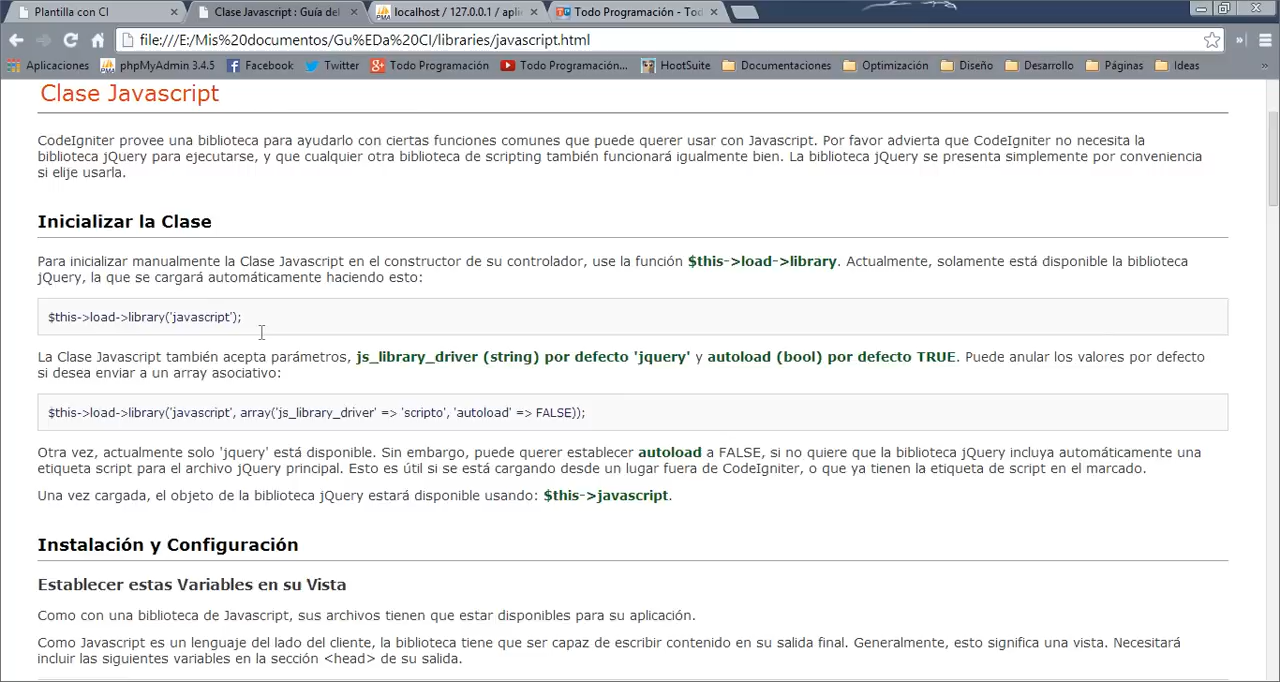 Plantilla con CI
Clase Javascript : Guía del
localhost / 127.0.0.1 / apli
Todo Programación - Tod
file:///E:/Mis%20documentos/Gu%EDa%20CI/libraries/javascript.html
Aplicaciones phpMyAdmin 3.4.5 Facebook Twitter Todo Programación Todo Programación... HootSuite Documentaciones Optimización Diseño Desarrollo Páginas Ideas »
Clase Javascript
CodeIgniter provee una biblioteca para ayudarlo con ciertas funciones comunes que puede querer usar con Javascript. Por favor advierta que CodeIgniter no necesita la
biblioteca jQuery para ejecutarse, y que cualquier otra biblioteca de scripting también funcionará igualmente bien. La biblioteca jQuery se presenta simplemente por conveniencia
si elije usarla.
Inicializar la Clase
Para inicializar manualmente la Clase Javascript en el constructor de su controlador, use la función $this->load->library. Actualmente, solamente está disponible la biblioteca
jQuery, la que se cargará automáticamente haciendo esto:
$this->load->library('javascript');
La Clase Javascript también acepta parámetros, js_library_driver (string) por defecto 'jquery' y autoload (bool) por defecto TRUE. Puede anular los valores por defecto
si desea enviar a un array asociativo:
$this->load->library('javascript', array('js_library_driver' => 'scripto', 'autoload' => FALSE));
Otra vez, actualmente solo 'jquery' está disponible. Sin embargo, puede querer establecer autoload a FALSE, si no quiere que la biblioteca jQuery incluya automáticamente una
etiqueta script para el archivo jQuery principal. Esto es útil si se está cargando desde un lugar fuera de CodeIgniter, o que ya tienen la etiqueta de script en el marcado.
Una vez cargada, el objeto de la biblioteca jQuery estará disponible usando: $this->javascript.
Instalación y Configuración
Establecer estas Variables en su Vista
Como con una biblioteca de Javascript, sus archivos tienen que estar disponibles para su aplicación.
Como Javascript es un lenguaje del lado del cliente, la biblioteca tiene que ser capaz de escribir contenido en su salida final. Generalmente, esto significa una vista. Necesitará
incluir las siguientes variables en la sección <head> de su salida.